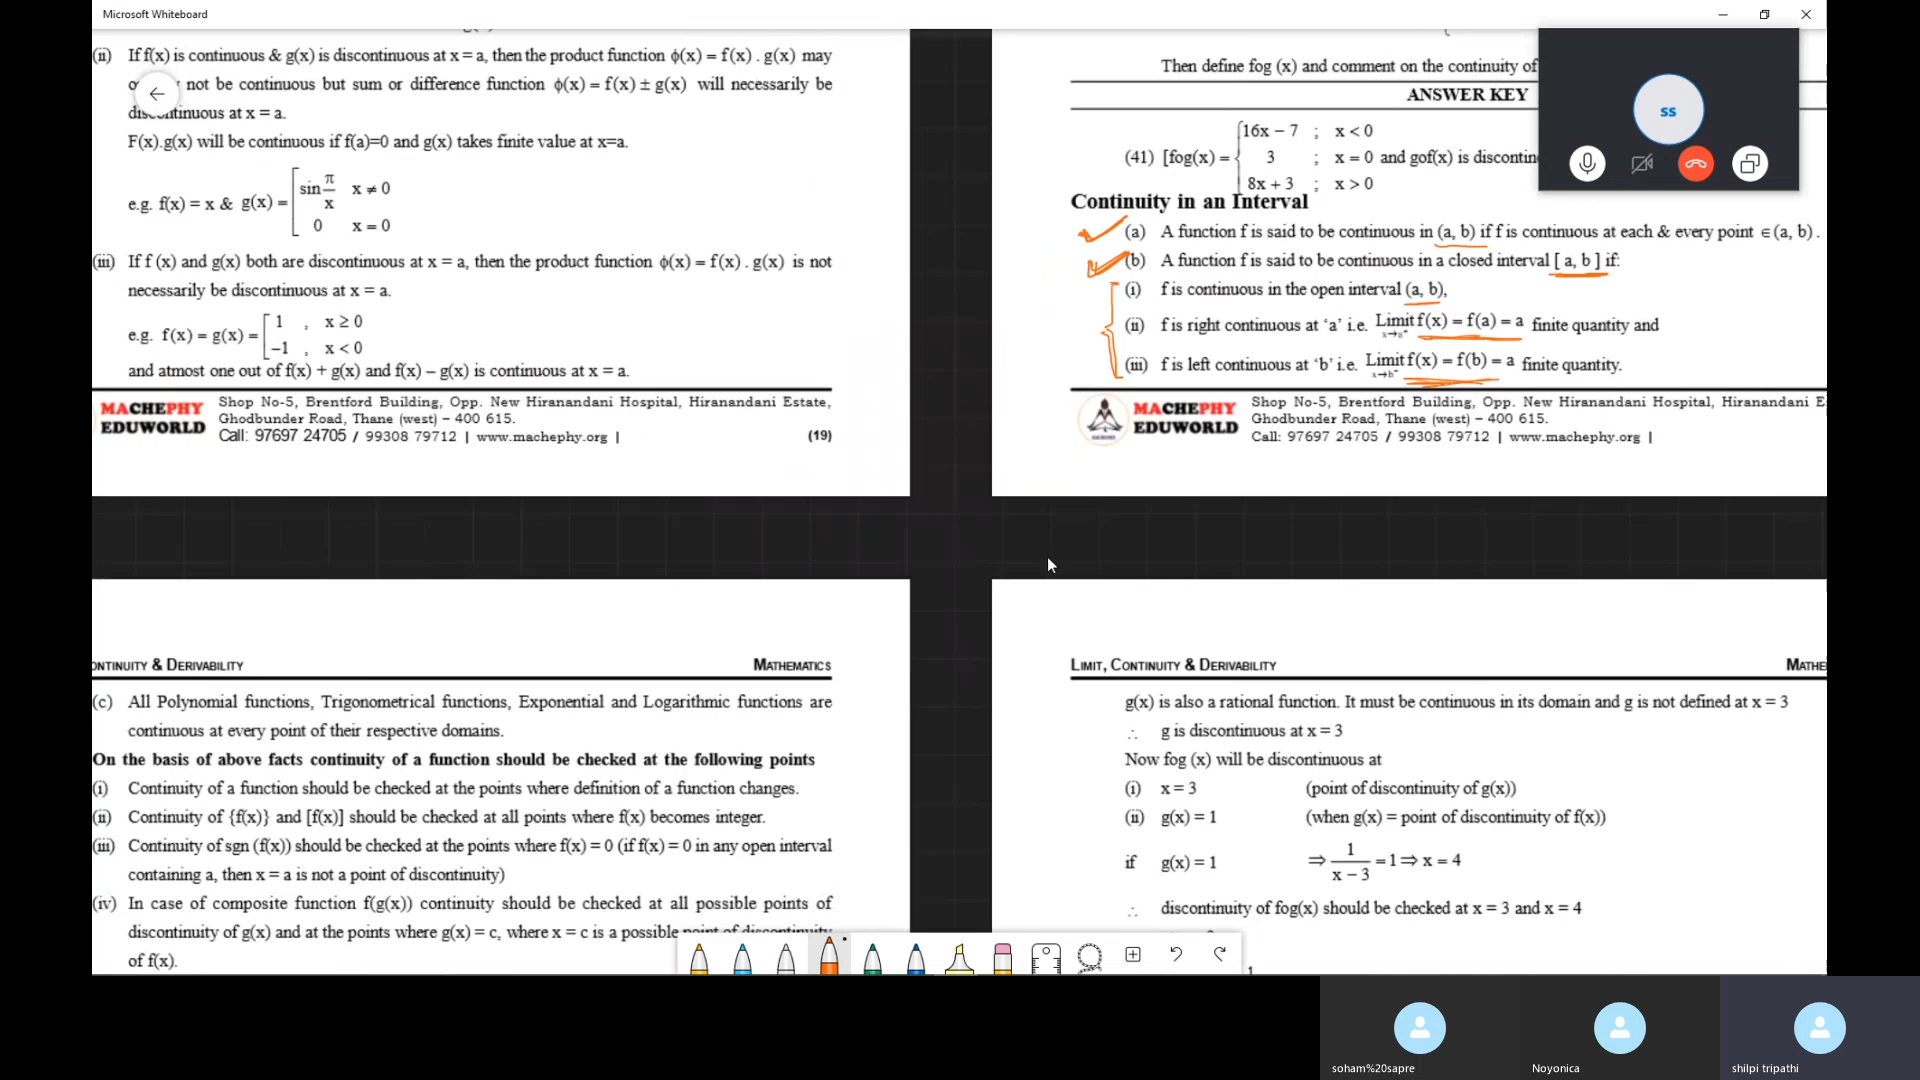 Microsoft Whiteboard
(ii) If f(x) is continuous & g(x) is discontinuous at x = a, then the product function ϕ(x) = f(x) . g(x) may
not be continuous but sum or difference function ϕ(x) = f(x) ± g(x) will necessarily be
discontinuous at x = a.
F(x).g(x) will be continuous if f(a)=0 and g(x) takes finite value at x=a.
e.g. f(x) = x & g(x) = [ sin π/x x ≠ 0
0 x = 0
(iii) If f (x) and g(x) both are discontinuous at x = a, then the product function ϕ(x) = f(x) . g(x) is not
necessarily be discontinuous at x = a.
e.g. f(x) = g(x) = [ 1 , x ≥ 0
−1 , x < 0
and atmost one out of f(x) + g(x) and f(x) – g(x) is continuous at x = a.
MACHEPHY EDUWORLD
Shop No-5, Brentford Building, Opp. New Hiranandani Hospital, Hiranandani Estate,
Ghodbunder Road, Thane (west) – 400 615.
Call: 97697 24705 / 99308 79712 | www.machephy.org |
(19)
Then define fog (x) and comment on the continuity of
ANSWER KEY
(41) [fog(x) = { 16x − 7 ; x < 0
3 ; x = 0 and gof(x) is discontin
8x + 3 ; x > 0
Continuity in an Interval
(a) A function f is said to be continuous in (a, b) if f is continuous at each & every point ∈ (a, b) .
(b) A function f is said to be continuous in a closed interval [ a, b ] if:
(i) f is continuous in the open interval (a, b),
(ii) f is right continuous at ‘a’ i.e. Limit x→a⁺ f(x) = f(a) = a finite quantity and
(iii) f is left continuous at ‘b’ i.e. Limit x→b⁻ f(x) = f(b) = a finite quantity.
MACHEPHY EDUWORLD
Shop No-5, Brentford Building, Opp. New Hiranandani Hospital, Hiranandani E
Ghodbunder Road, Thane (west) – 400 615.
Call: 97697 24705 / 99308 79712 | www.machephy.org |
ss
ONTINUITY & DERIVABILITY MATHEMATICS
(c) All Polynomial functions, Trigonometrical functions, Exponential and Logarithmic functions are
continuous at every point of their respective domains.
On the basis of above facts continuity of a function should be checked at the following points
(i) Continuity of a function should be checked at the points where definition of a function changes.
(ii) Continuity of {f(x)} and [f(x)] should be checked at all points where f(x) becomes integer.
(iii) Continuity of sgn (f(x)) should be checked at the points where f(x) = 0 (if f(x) = 0 in any open interval
containing a, then x = a is not a point of discontinuity)
(iv) In case of composite function f(g(x)) continuity should be checked at all possible points of
discontinuity of g(x) and at the points where g(x) = c, where x = c is a possible point of discontinuity
of f(x).
LIMIT, CONTINUITY & DERIVABILITY MATHE
g(x) is also a rational function. It must be continuous in its domain and g is not defined at x = 3
∴ g is discontinuous at x = 3
Now fog (x) will be discontinuous at
(i) x = 3 (point of discontinuity of g(x))
(ii) g(x) = 1 (when g(x) = point of discontinuity of f(x))
if g(x) = 1 ⇒ 1/(x − 3) = 1 ⇒ x = 4
∴ discontinuity of fog(x) should be checked at x = 3 and x = 4
1
soham%20sapre
Noyonica
shilpi tripathi